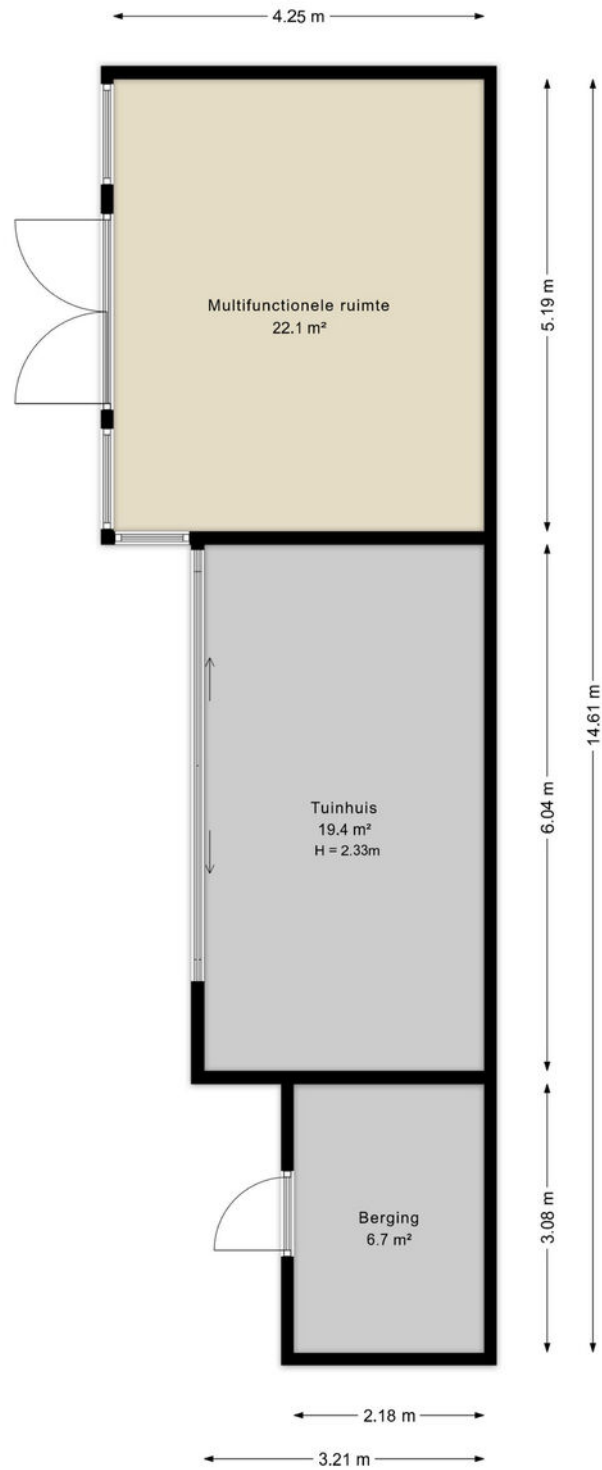 4.25 m
5.19 m
Multifunctionele ruimte
22.1 m²
14.61 m
6.04 m
Tuinhuis
19.4 m²
H = 2.33m
3.08 m
Berging
6.7 m²
2.18 m
3.21 m